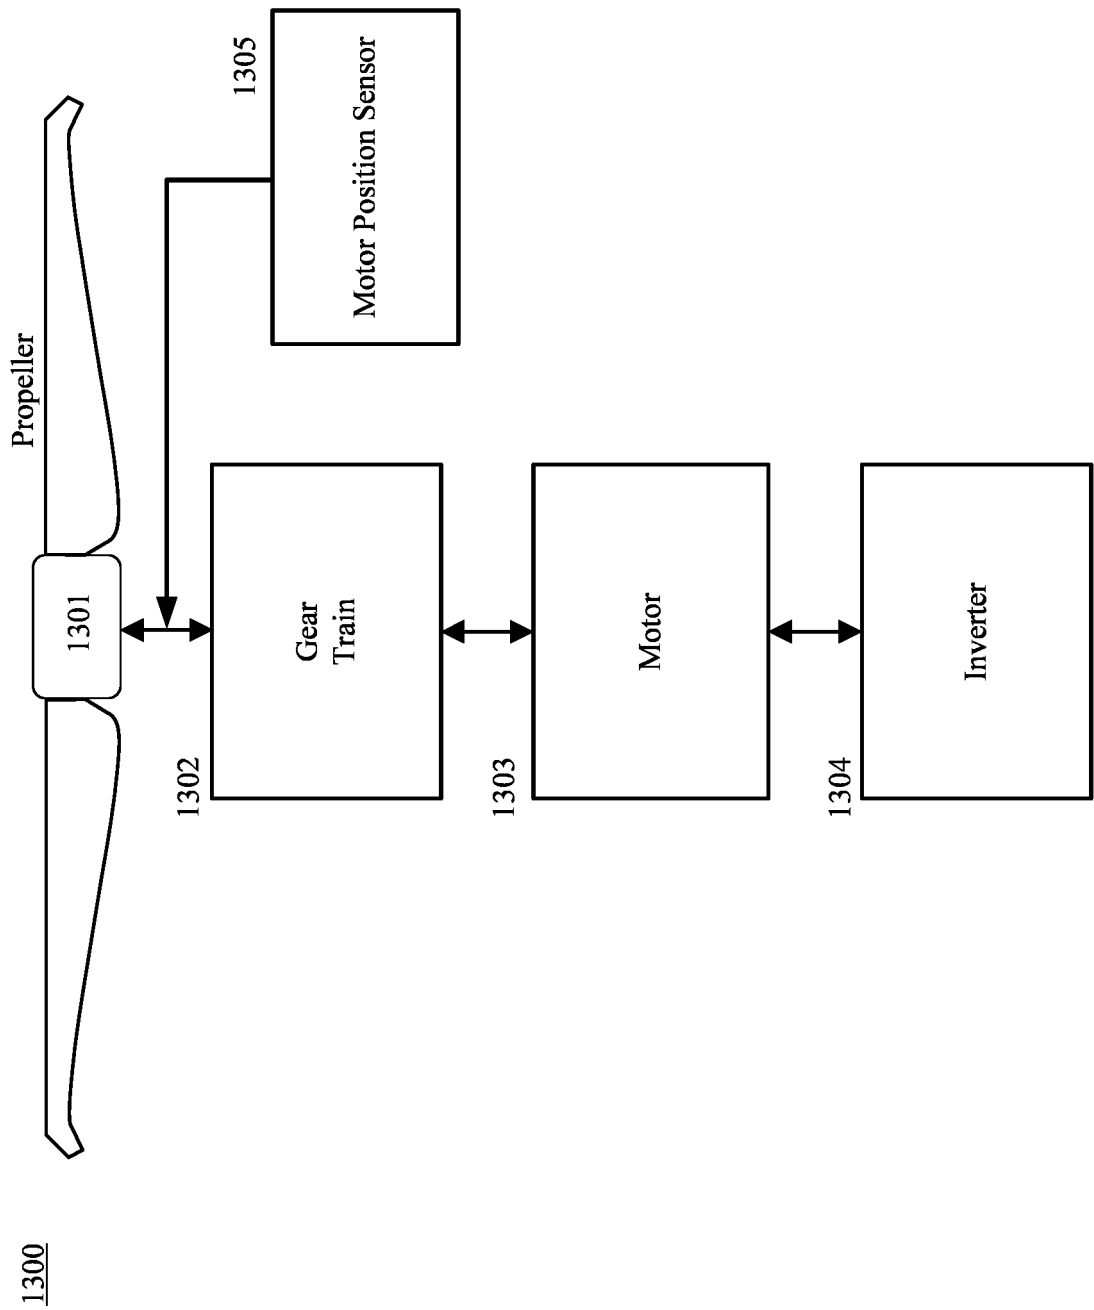 1300
Propeller
1301
1302
Gear
Train
1303
Motor
1304
Inverter
1305
Motor Position Sensor